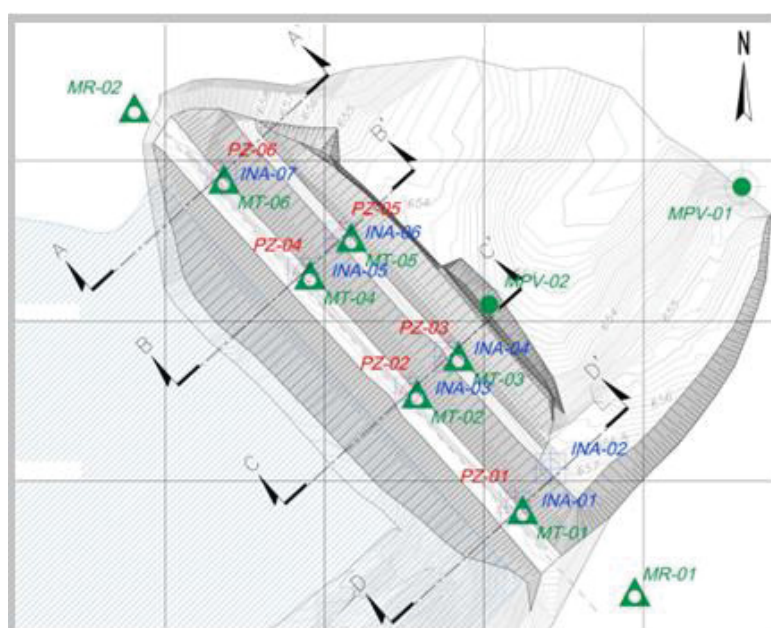 A'
N
MR-02
B'
PZ-06
INA-07
MT-06
PZ-05
INA-06
MT-05
MPV-01
654
PZ-04
INA-05
MT-04
A
C'
MPV-02
PZ-03
INA-04
MT-03
B
PZ-02
INA-03
MT-02
D'
INA-02
C
PZ-01
INA-01
MT-01
D
MR-01